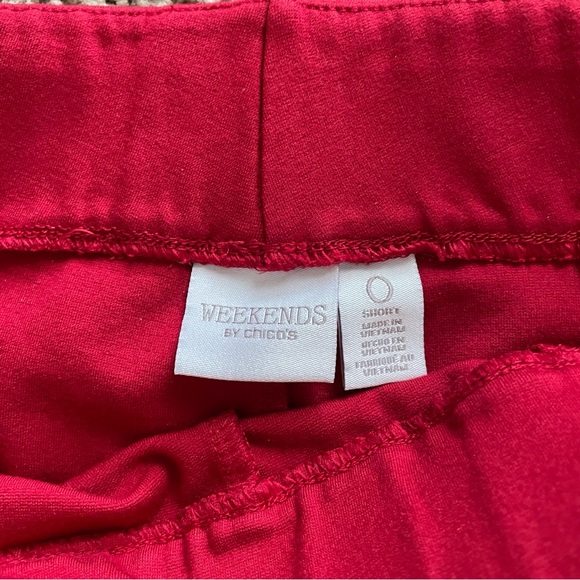 WEEKENDS
BY CHICO'S
0
SHORT
MADE IN
VIETNAM
HECHO EN
VIETNAM
FABRIQUÉ AU
VIETNAM